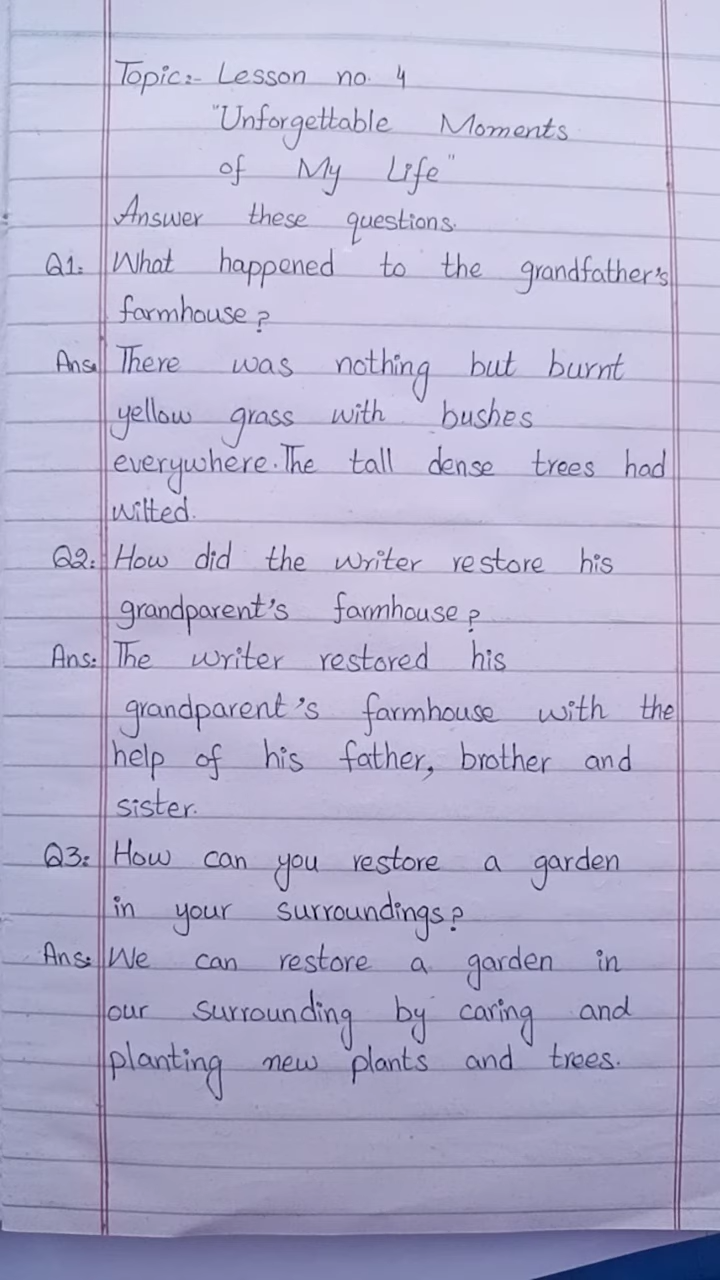 Topic:- Lesson no. 4
"Unforgettable Moments
of My Life"
Answer these questions.
Q1: What happened to the grandfather's
farmhouse?
Ans: There was nothing but burnt
yellow grass with bushes
everywhere. The tall dense trees had
wilted.
Q2: How did the writer restore his
grandparent's farmhouse?
Ans: The writer restored his
grandparent's farmhouse with the
help of his father, brother and
sister.
Q3: How can you restore a garden
in your surroundings?
Ans: We can restore a garden in
our surrounding by caring and
planting new plants and trees.